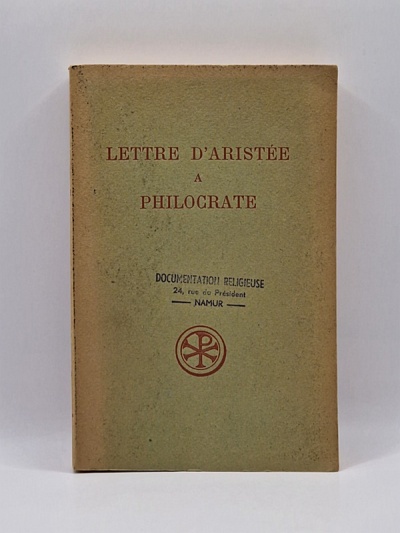 LETTRE D'ARISTÉE
A
PHILOCRATE
DOCUMENTATION RELIGIEUSE
24, rue du Président
NAMUR